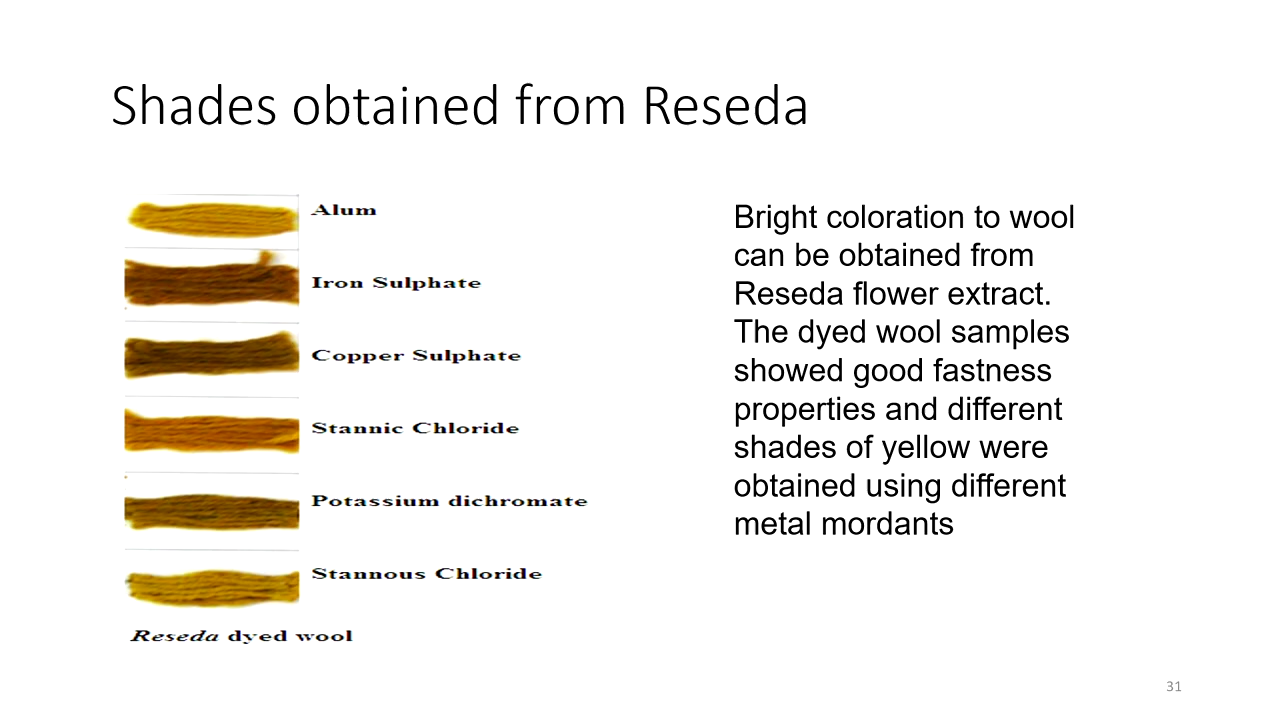 Shades obtained from Reseda
Alum
Iron Sulphate
Copper Sulphate
Stannic Chloride
Potassium dichromate
Stannous Chloride
Reseda dyed wool
Bright coloration to wool
can be obtained from
Reseda flower extract.
The dyed wool samples
showed good fastness
properties and different
shades of yellow were
obtained using different
metal mordants
31